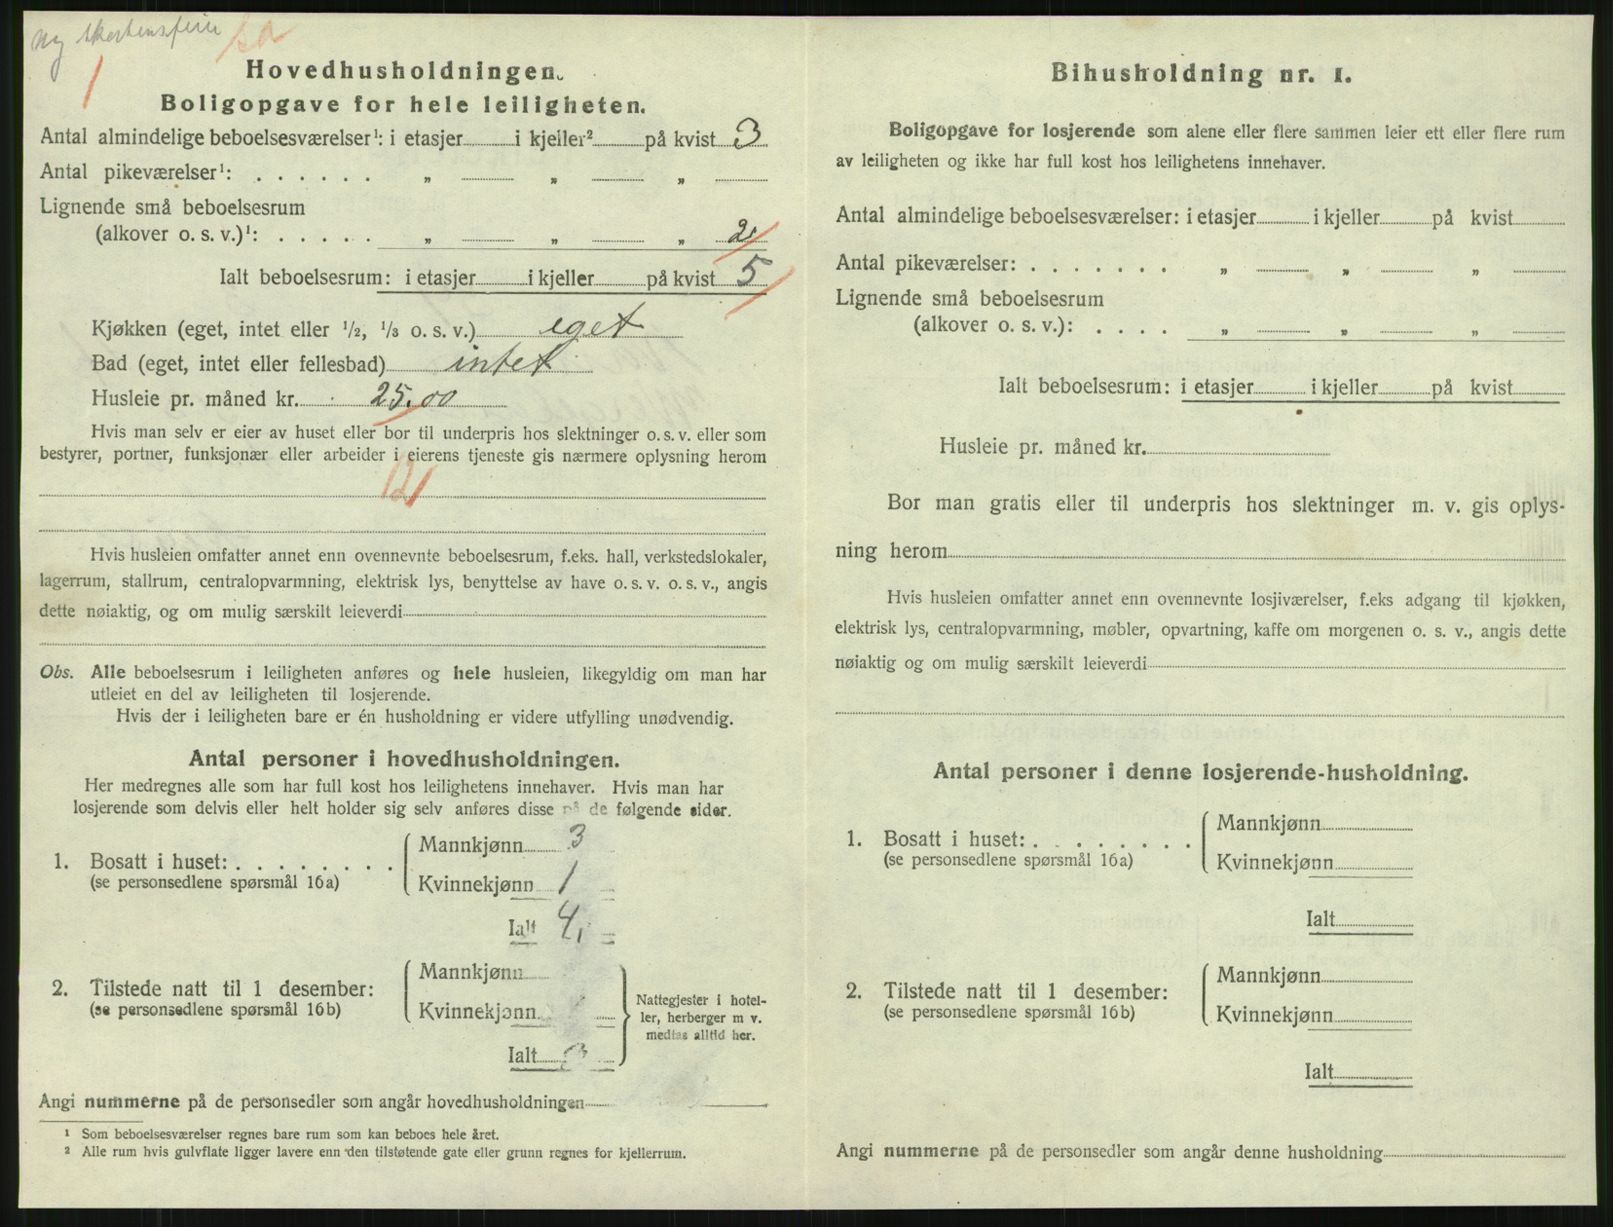 Ny
1
Hovedhusholdningen.
Boligopgave for hele leiligheten.
Antal almindelige beboelsesværelser¹: i etasjer i kjeller² på kvist 3
Antal pikeværelser¹: . . . . . . „ „ „
Lignende små beboelsesrum
(alkover o. s. v.)¹: . . . . . „ „ „ 2
Ialt beboelsesrum: i etasjer i kjeller på kvist 5
Kjøkken (eget, intet eller 1/2, 1/3 o. s. v.) eget
Bad (eget, intet eller fellesbad) intet
Husleie pr. måned kr. 25.00
Hvis man selv er eier av huset eller bor til underpris hos slektninger o. s. v. eller som
bestyrer, portner, funksjonær eller arbeider i eierens tjeneste gis nærmere oplysning herom
121
Hvis husleien omfatter annet enn ovennevnte beboelsesrum, f.eks. hall, verkstedslokaler,
lagerrum, stallrum, centralopvarmning, elektrisk lys, benyttelse av have o. s. v. o. s. v., angis
dette nøiaktig, og om mulig særskilt leieverdi
Obs. Alle beboelsesrum i leiligheten anføres og hele husleien, likegyldig om man har
utleiet en del av leiligheten til losjerende.
Hvis der i leiligheten bare er én husholdning er videre utfylling unødvendig.
Antal personer i hovedhusholdningen.
Her medregnes alle som har full kost hos leilighetens innehaver. Hvis man har
losjerende som delvis eller helt holder sig selv anføres disse på de følgende sider.
1. Bosatt i huset: . . . . . . . . Mannkjønn 3
(se personsedlene spørsmål 16a) Kvinnekjønn 1
Ialt 4,
2. Tilstede natt til 1 desember: Mannkjønn
(se personsedlene spørsmål 16b) Kvinnekjønn
Ialt
Nattegjester i hotel-
ler, herberger m v.
medtas alltid her.
Angi nummerne på de personsedler som angår hovedhusholdningen
¹ Som beboelsesværelser regnes bare rum som kan beboes hele året.
² Alle rum hvis gulvflate ligger lavere enn den tilstøtende gate eller grunn regnes for kjellerrum.
Bihusholdning nr. 1.
Boligopgave for losjerende som alene eller flere sammen leier ett eller flere rum
av leiligheten og ikke har full kost hos leilighetens innehaver.
Antal almindelige beboelsesværelser: i etasjer i kjeller på kvist
Antal pikeværelser: . . . . . . . „ „ „
Lignende små beboelsesrum
(alkover o. s. v.): . . . . „ „ „
Ialt beboelsesrum: i etasjer i kjeller på kvist
Husleie pr. måned kr.
Bor man gratis eller til underpris hos slektninger m. v. gis oplys-
ning herom
Hvis husleien omfatter annet enn ovennevnte losjiværelser, f.eks adgang til kjøkken,
elektrisk lys, centralopvarmning, møbler, opvartning, kaffe om morgenen o. s. v., angis dette
nøiaktig og om mulig særskilt leieverdi
Antal personer i denne losjerende-husholdning.
1. Bosatt i huset: . . . . . . . . Mannkjønn
(se personsedlene spørsmål 16a) Kvinnekjønn
Ialt
2. Tilstede natt til 1 desember: Mannkjønn
(se personsedlene spørsmål 16b) Kvinnekjønn
Ialt
Angi nummerne på de personsedler som angår denne husholdning